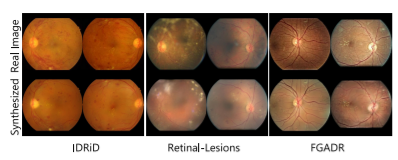 Real Image
Synthesized
IDRiD
Retinal-Lesions
FGADR